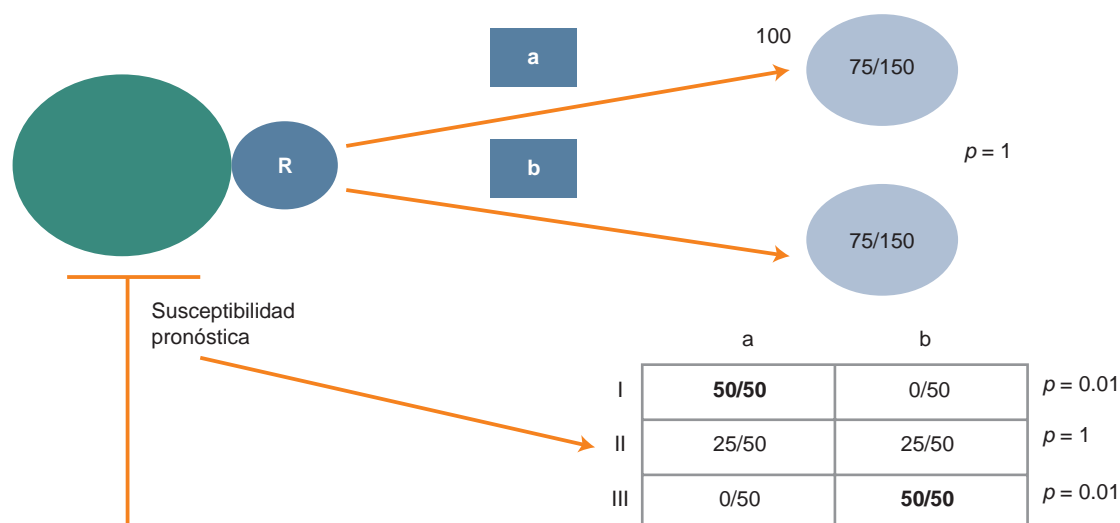 a
100
75/150
R
p = 1
b
75/150
Susceptibilidad
pronóstica
a b
I 50/50 0/50 p = 0.01
II 25/50 25/50 p = 1
III 0/50 50/50 p = 0.01